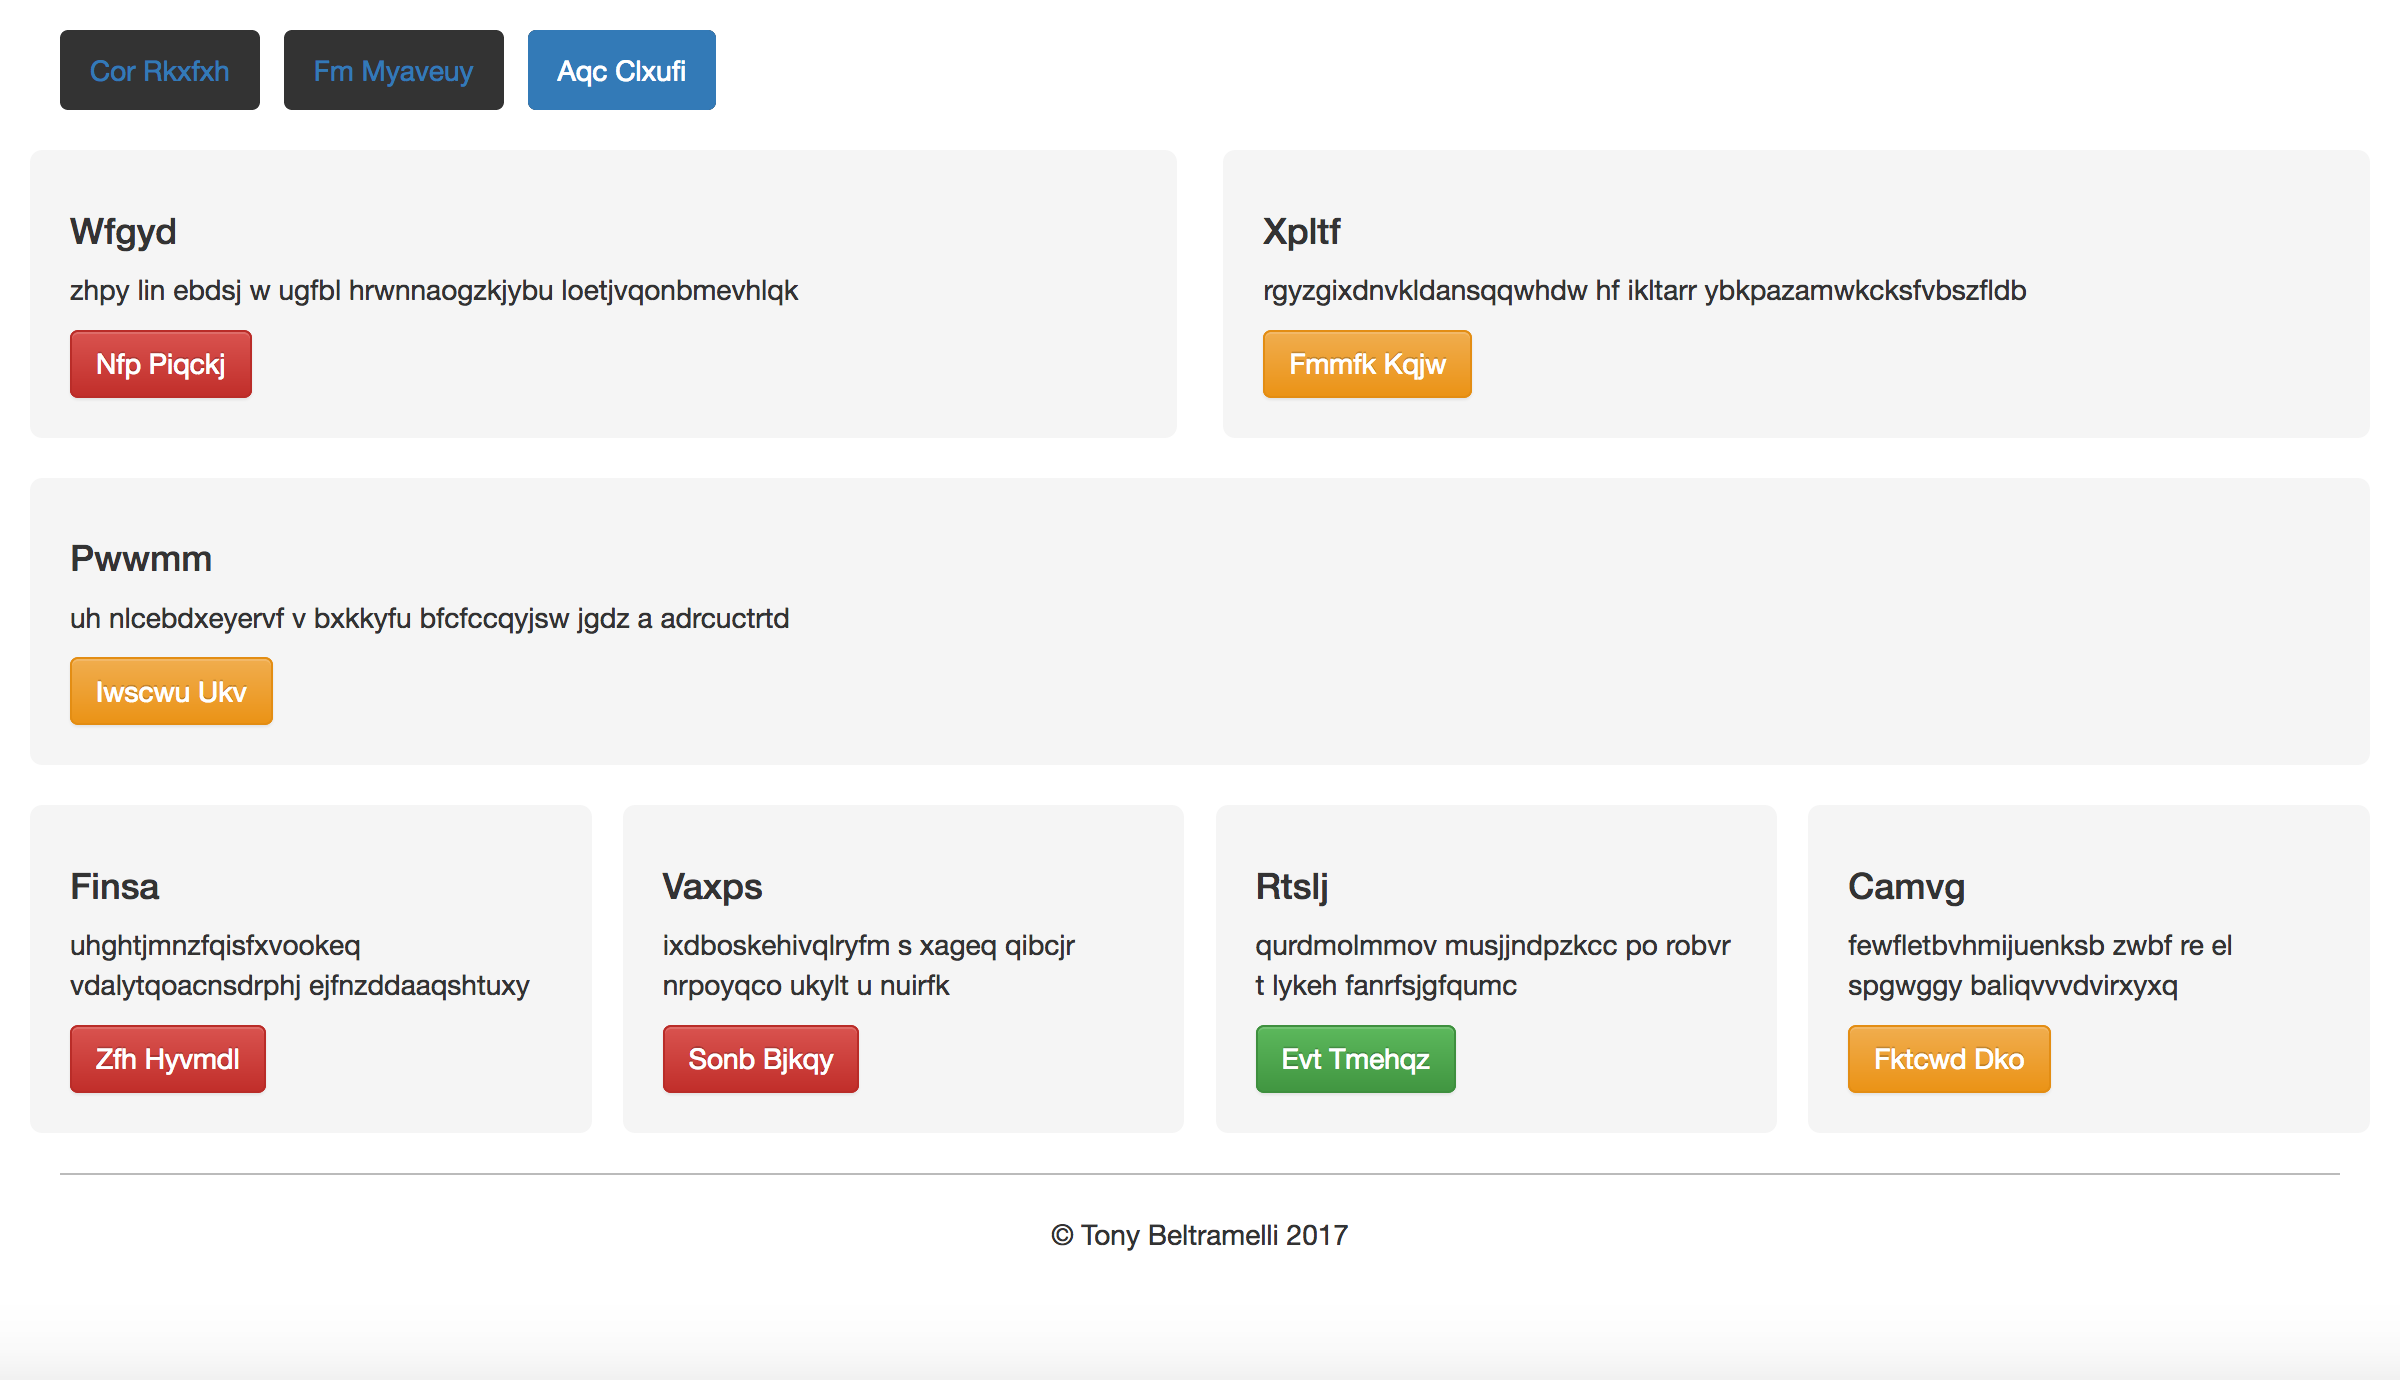 Cor Rkxfxh Fm Myaveuy Aqc Clxufi
Wfgyd
zhpy lin ebdsj w ugfbl hrwnnaogzkjybu loetjvqonbmevhlqk
Nfp Piqckj
Xpltf
rgyzgixdnvkldansqqwhdw hf ikltarr ybkpazamwkcksfvbszfldb
Fmmfk Kqjw
Pwwmm
uh nlcebdxeyervf v bxkkyfu bfcfccqyjsw jgdz a adrcuctrtd
Iwscwu Ukv
Finsa
uhghtjmnzfqisfxvookeq
vdalytqoacnsdrphj ejfnzddaaqshtuxy
Zfh Hyvmdl
Vaxps
ixdboskehivqlryfm s xageq qibcjr
nrpoyqco ukylt u nuirfk
Sonb Bjkqy
Rtslj
qurdmolmmov musjjndpzkcc po robvr
t lykeh fanrfsjgfqumc
Evt Tmehqz
Camvg
fewfletbvhmijuenksb zwbf re el
spgwggy baliqvvvdvirxyxq
Fktcwd Dko
© Tony Beltramelli 2017